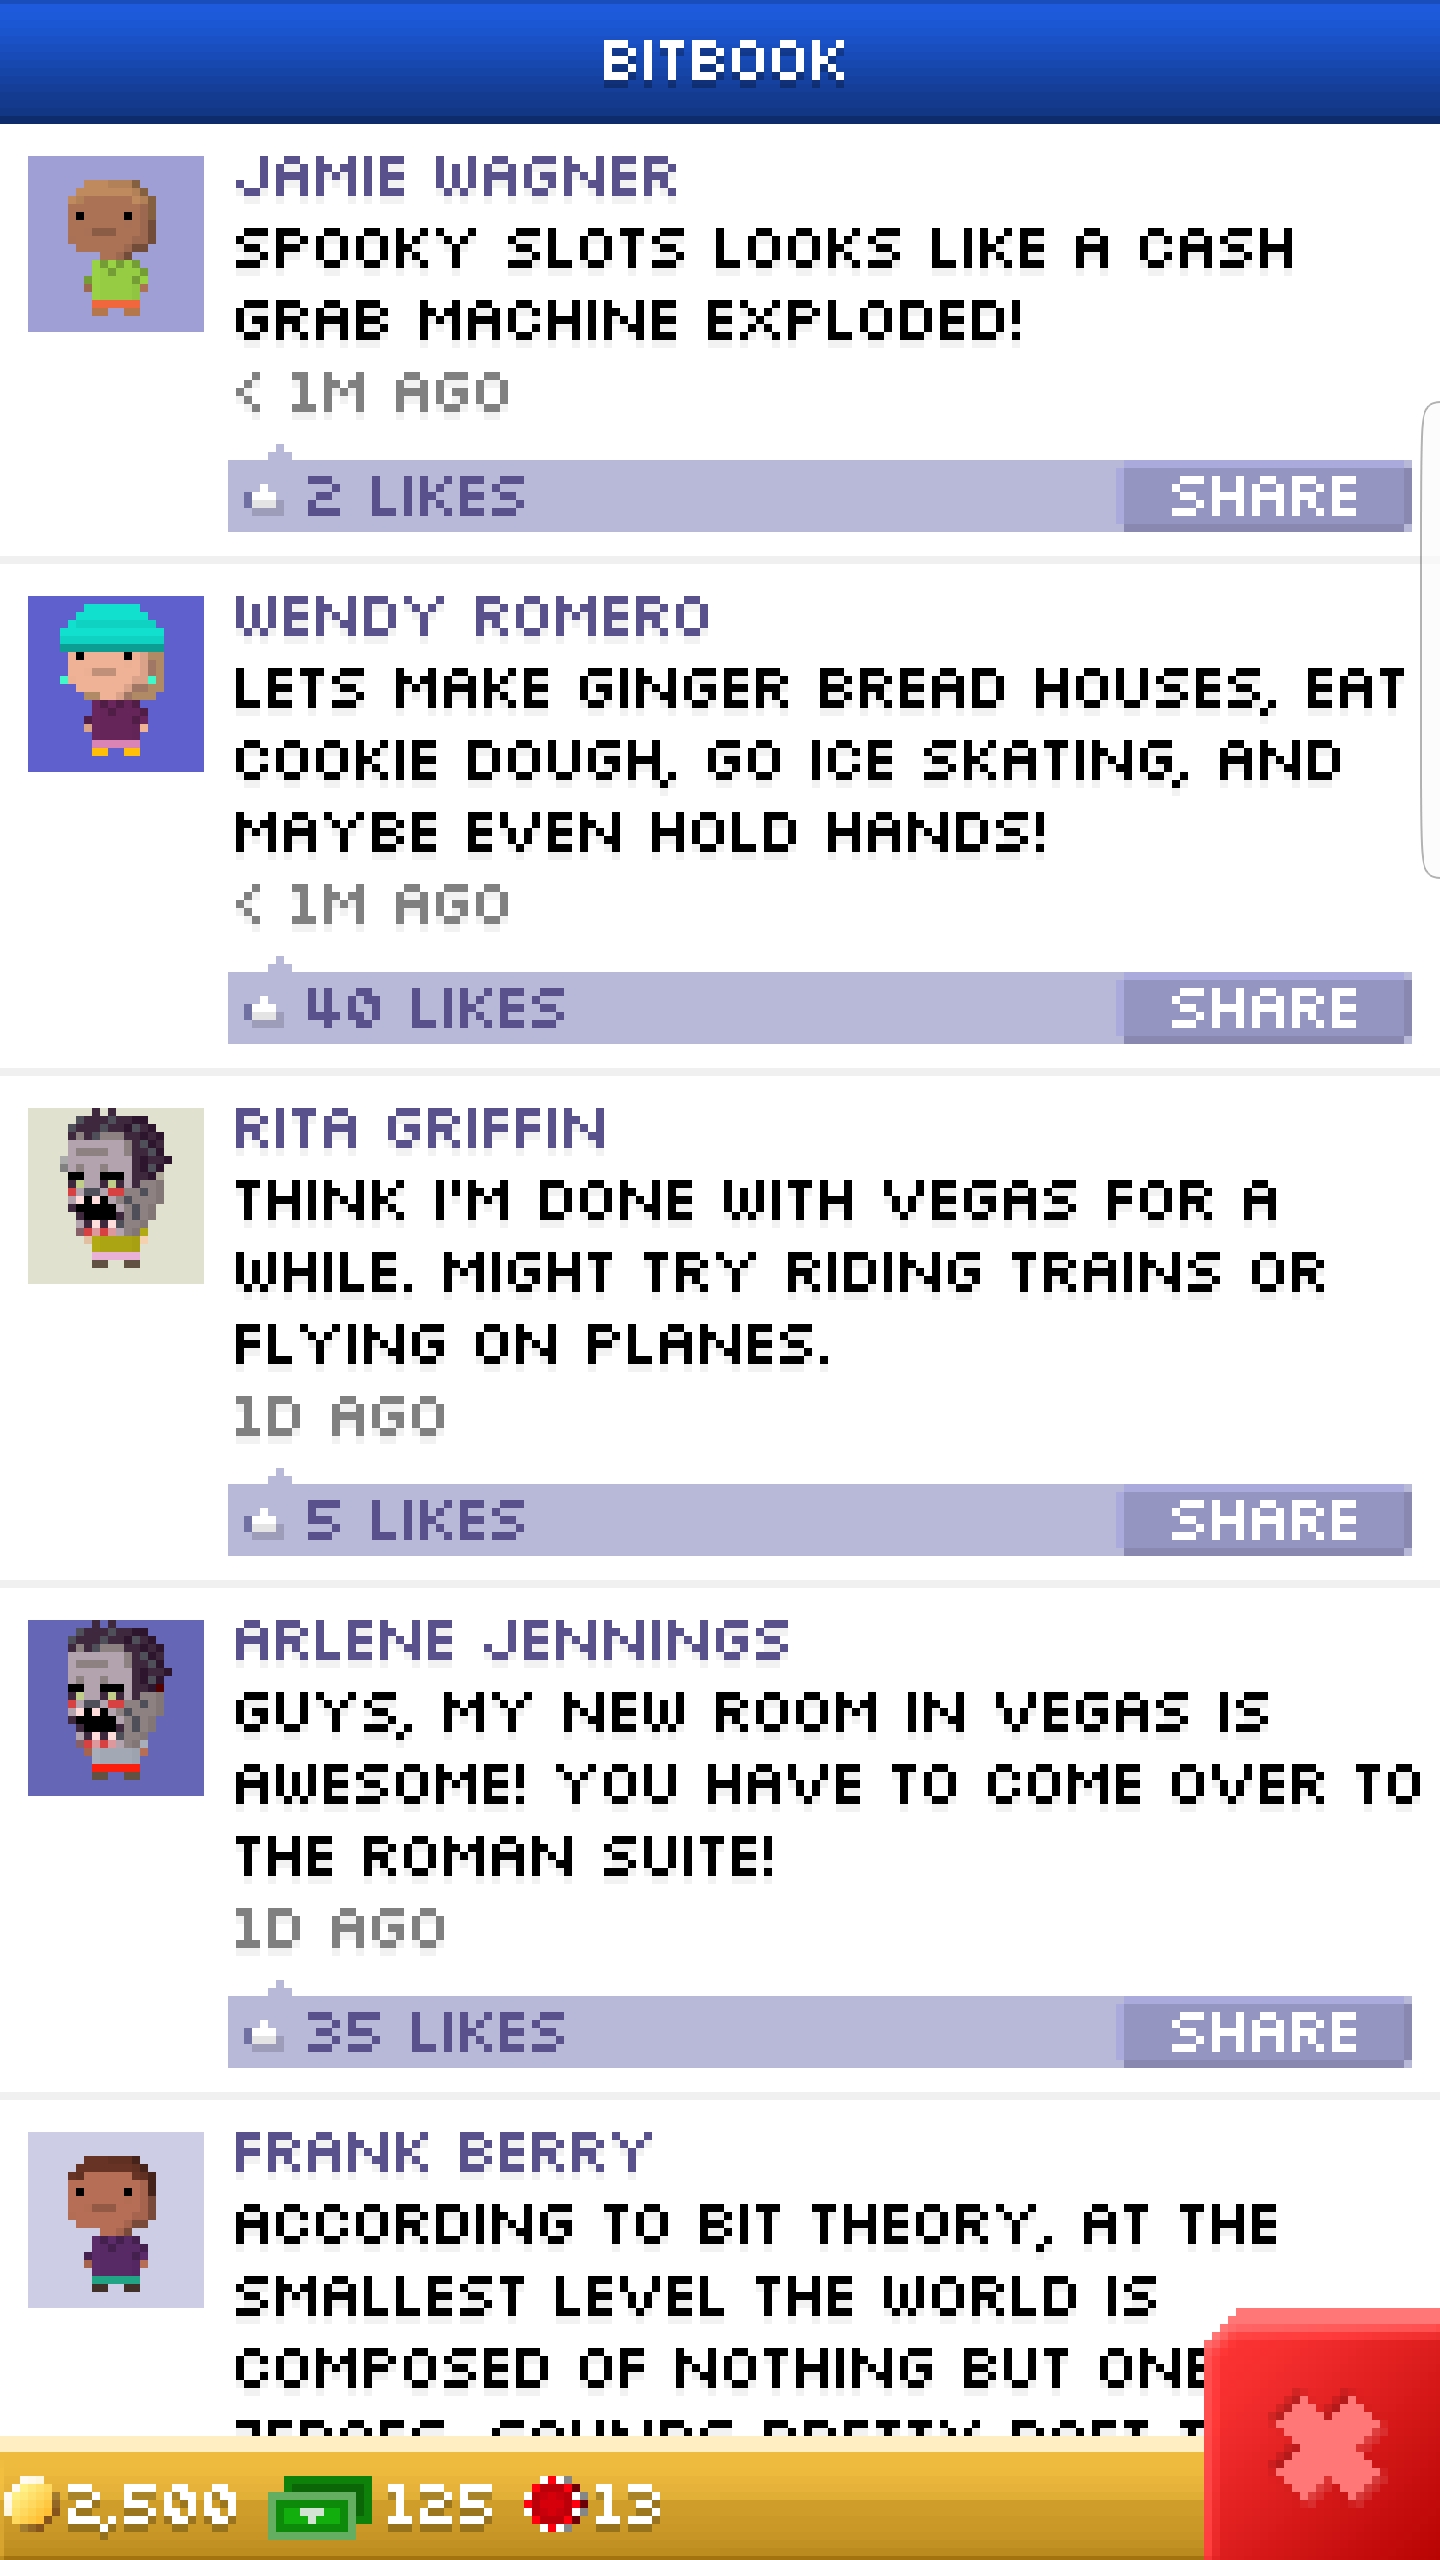 BITBOOK
JAMIE WAGNER
SPOOKY SLOTS LOOKS LIKE A CASH
GRAB MACHINE EXPLODED!
< 1M AGO
2 LIKES
SHARE
WENDY ROMERO
LETS MAKE GINGER BREAD HOUSES, EAT
COOKIE DOUGH, GO ICE SKATING, AND
MAYBE EVEN HOLD HANDS!
< 1M AGO
40 LIKES
SHARE
RITA GRIFFIN
THINK I'M DONE WITH VEGAS FOR A
WHILE. MIGHT TRY RIDING TRAINS OR
FLYING ON PLANES.
1D AGO
5 LIKES
SHARE
ARLENE JENNINGS
GUYS, MY NEW ROOM IN VEGAS IS
AWESOME! YOU HAVE TO COME OVER TO
THE ROMAN SUITE!
1D AGO
35 LIKES
SHARE
FRANK BERRY
ACCORDING TO BIT THEORY, AT THE
SMALLEST LEVEL THE WORLD IS
COMPOSED OF NOTHING BUT ONE
2,500 125 13